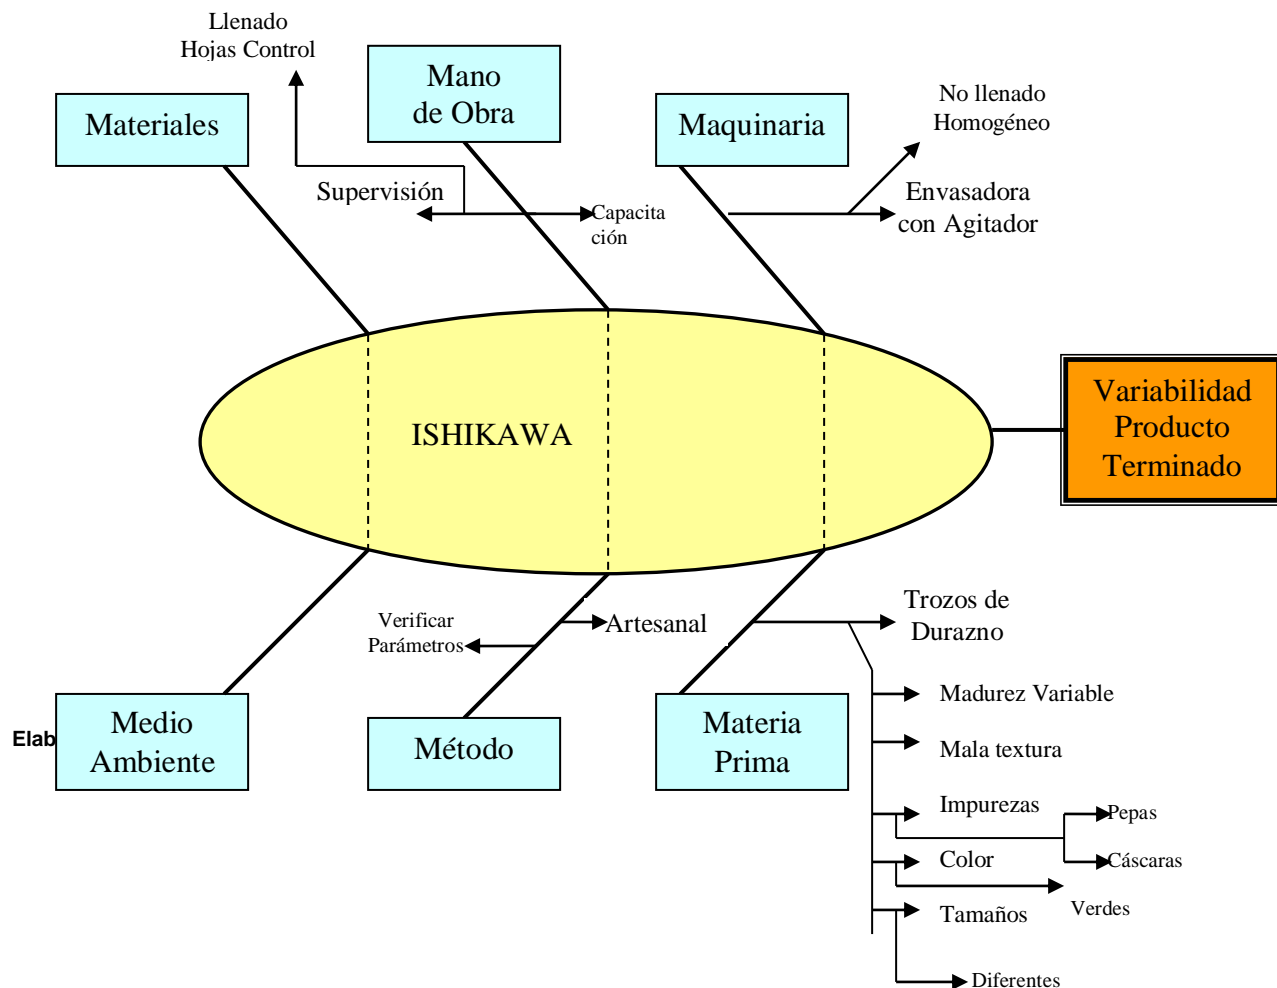 Llenado
Hojas Control
Mano
de Obra
Materiales
Maquinaria
No llenado
Homogéneo
Supervisión
Capacita
ción
Envasadora
con Agitador
ISHIKAWA
Variabilidad
Producto
Terminado
Verificar
Parámetros
Artesanal
Trozos de
Durazno
Elab
Medio
Ambiente
Método
Materia
Prima
Madurez Variable
Mala textura
Impurezas
Pepas
Color
Cáscaras
Tamaños
Verdes
Diferentes